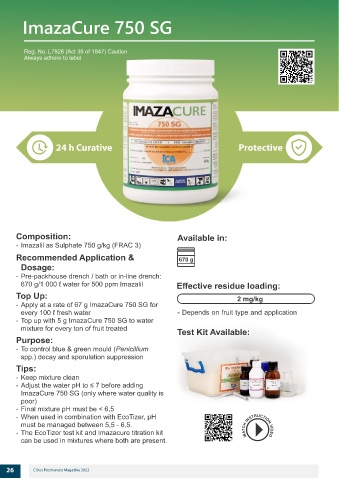 ImazaCure 750 SG
Reg. No. L7926 (Act 36 of 1947) Caution
Always adhere to label
IMAZACURE
750 SG
24 h Curative
Protective
ICA
Composition:
- Imazalil as Sulphate 750 g/kg (FRAC 3)
Recommended Application &
Dosage:
- Pre-packhouse drench / bath or in-line drench:
670 g/1 000 ℓ water for 500 ppm Imazalil
Top Up:
- Apply at a rate of 67 g ImazaCure 750 SG for
every 100 ℓ fresh water
- Top up with 5 g ImazaCure 750 SG to water
mixture for every ton of fruit treated
Purpose:
- To control blue & green mould (Penicillium
spp.) decay and sporulation suppression
Tips:
- Keep mixture clean
- Adjust the water pH to ≤ 7 before adding
ImazaCure 750 SG (only where water quality is
poor)
- Final mixture pH must be < 6,5
- When used in combination with EcoTizer, pH
must be managed between 5,5 - 6,5.
- The EcoTizer test kit and Imazacure titration kit
can be used in mixtures where both are present.
Available in:
670 g
Effective residue loading:
2 mg/kg
- Depends on fruit type and application
Test Kit Available:
WATCH INSTRUCTION VIDEO
26
Citrus Postharvest Magazine 2022